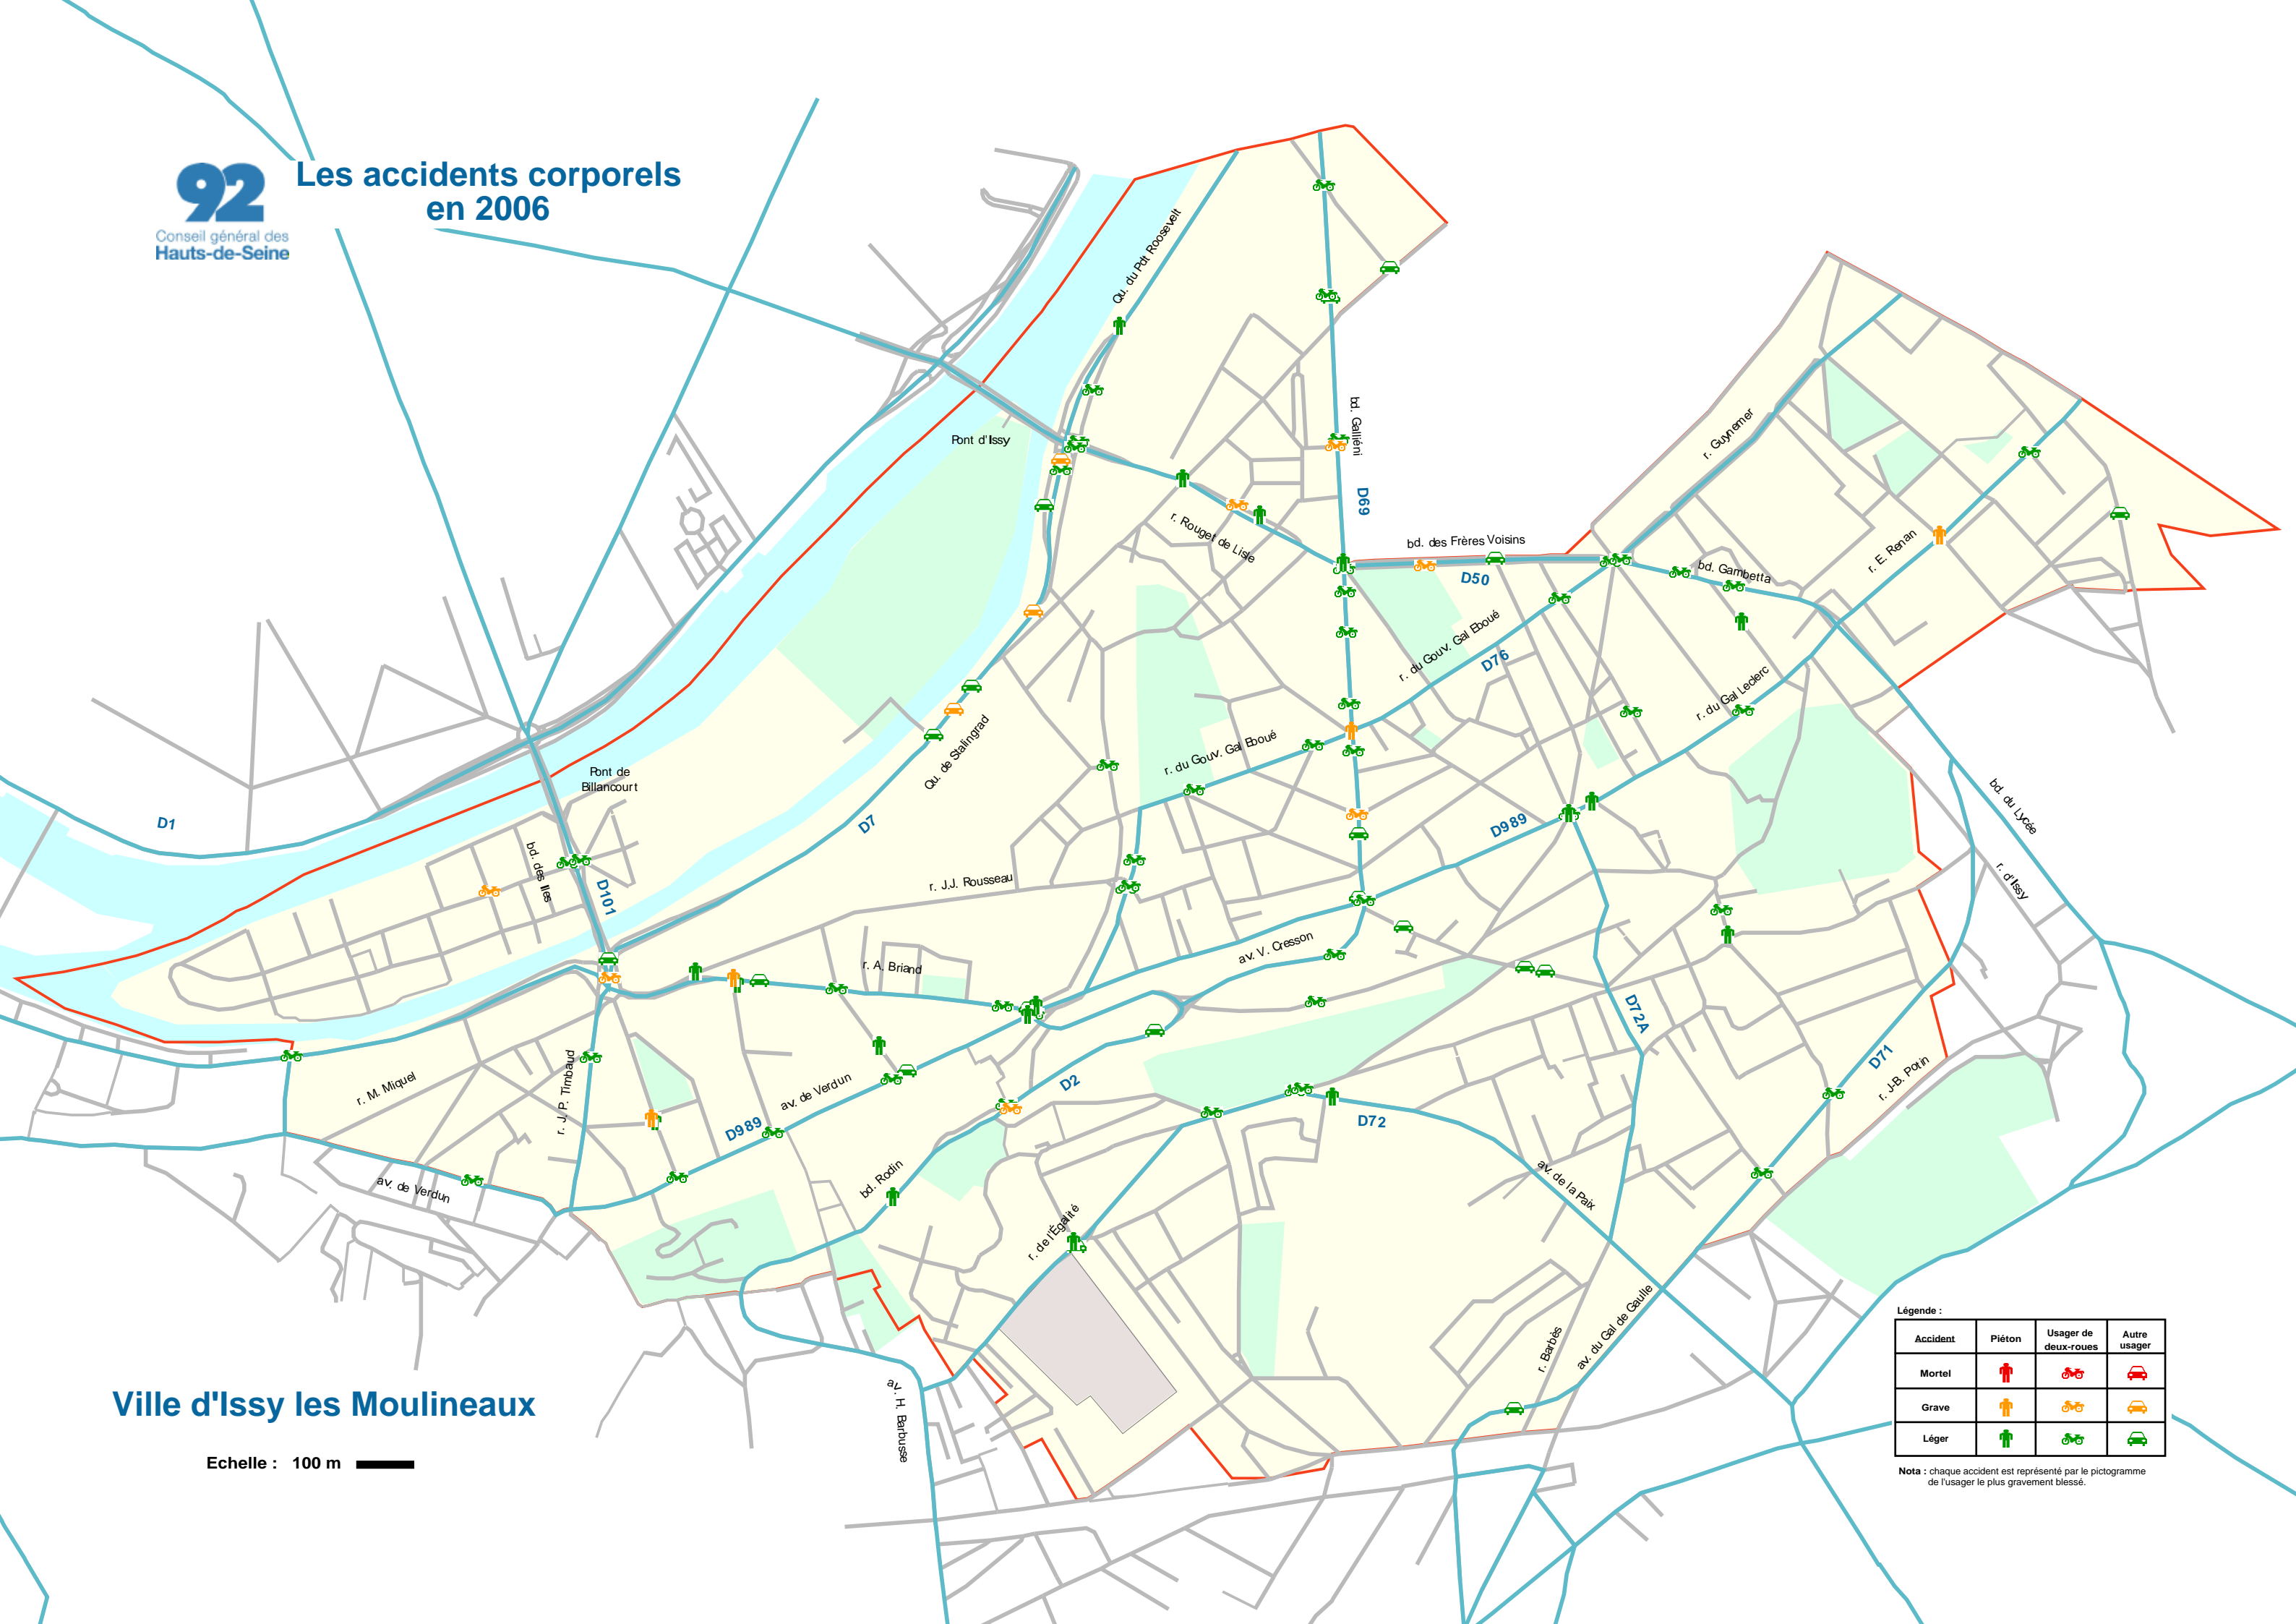 92
Conseil général des
Hauts-de-Seine
Les accidents corporels
en 2006
Qu. du Pdt Roosevelt
Pont d'Issy
bd. Galliéni
D69
r. Rouget de Lisle
bd. des Frères Voisins
D50
r. Guynemer
bd. Gambetta
r. E. Renan
r. du Gouv. Gal Eboué
D76
r. du Gal Leclerc
r. du Gouv. Gal Eboué
Qu. de Stalingrad
Pont de
Billancourt
D1
D7
bd. des Iles
D101
r. J.J. Rousseau
D989
bd. du Lycée
r. d'Issy
av. V. Cresson
r. A. Briand
D72A
D71
r. J-B. Potin
r. M. Miquel
r. J. P. Timbaud
av. de Verdun
D989
D2
D72
av. de Verdun
bd. Rodin
av. de la Paix
r. de l'Égalité
r. Barbès
av. du Gal de Gaulle
av. H. Barbusse
Ville d'Issy les Moulineaux
Echelle : 100 m
Légende :
Accident Piéton Usager de deux-roues Autre usager
Mortel
Grave
Léger
Nota : chaque accident est représenté par le pictogramme
de l'usager le plus gravement blessé.